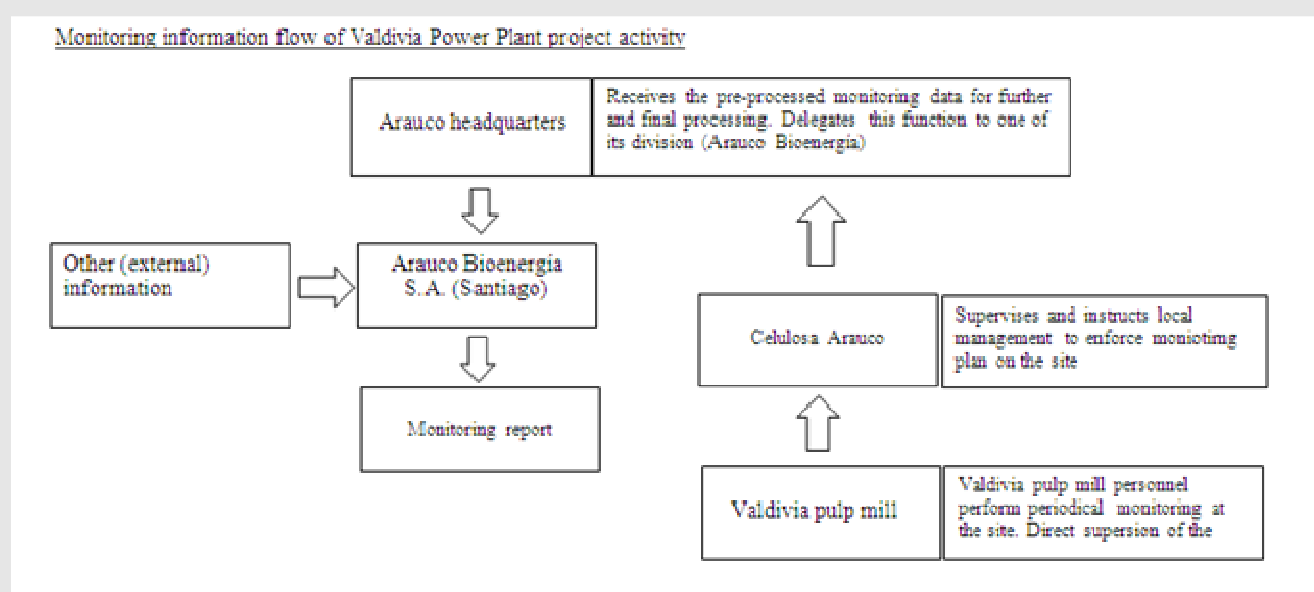 Monitoring information flow of Valdivia Power Plant project activity
Arauco headquarters
Receives the pre-processed monitoring data for further
and final processing. Delegates this function to one of
its division (Arauco Bioenergia)
Other (external)
information
Arauco Bioenergia
S.A. (Santiago)
Celulosa Arauco
Supervises and instructs local
management to enforce moniotimg
plan on the site
Monitoring report
Valdivia pulp mill
Valdivia pulp mill personnel
perform periodical monitoring at
the site. Direct supersion of the